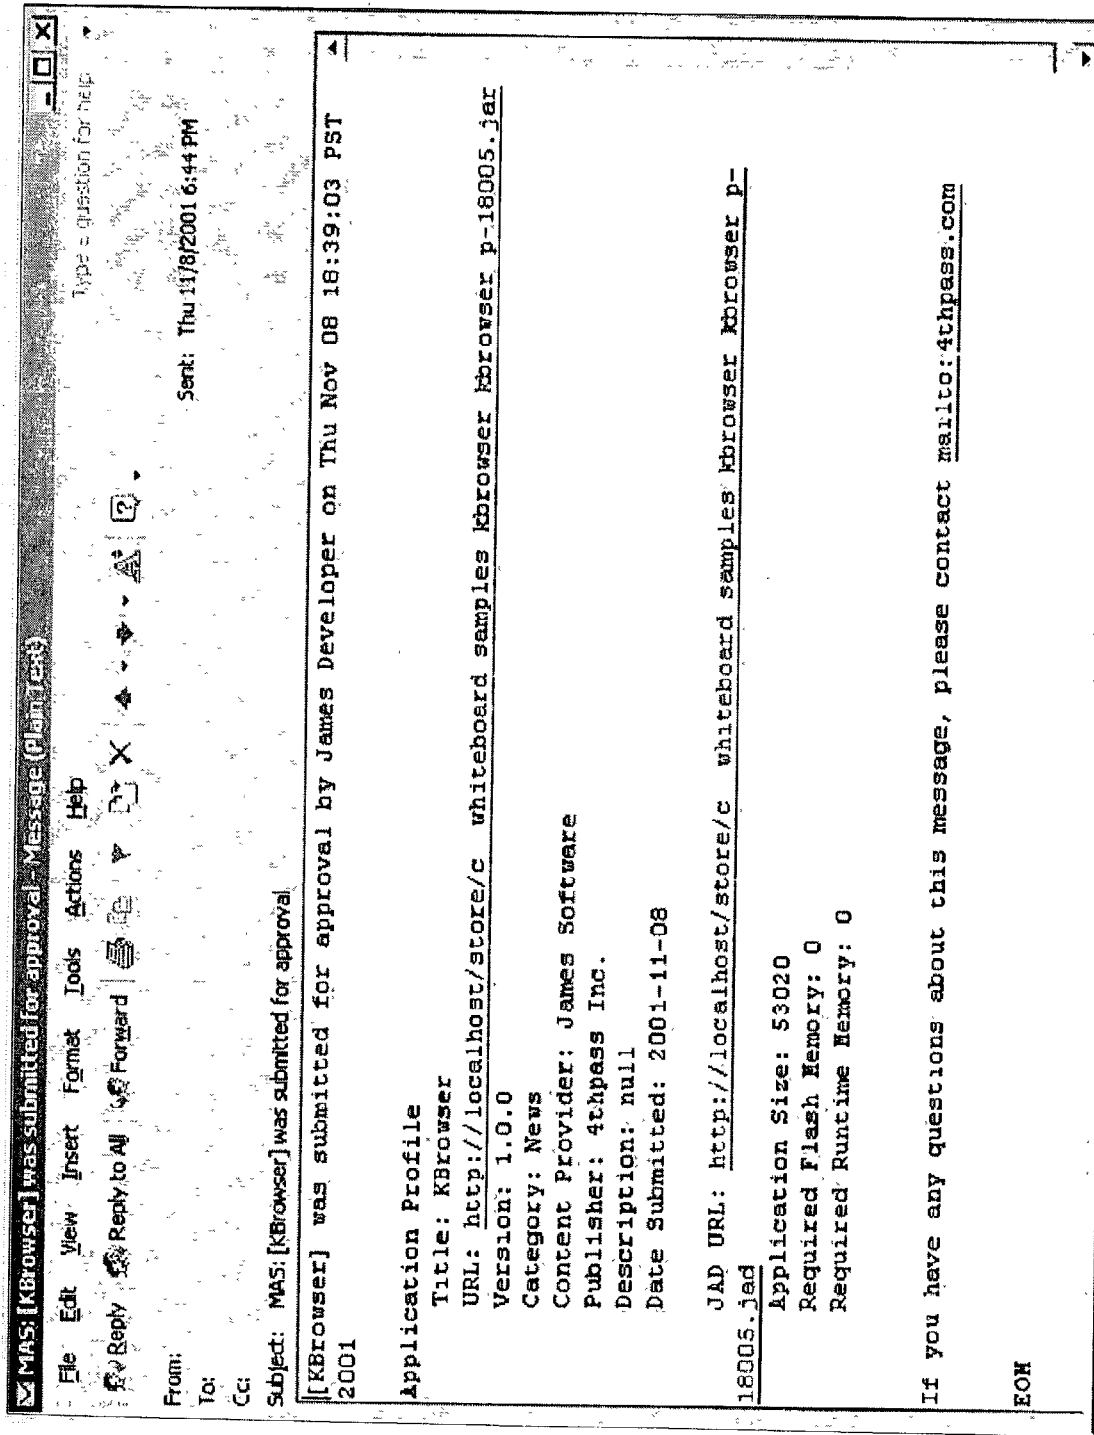 MAS: [KBrowser] was submitted for approval - Message (Plain Text)
File Edit View Insert Format Tools Actions Help
Type a question for help
Reply Reply to All Forward
From:
Sent: Thu 11/8/2001 6:44 PM
To:
Cc:
Subject: MAS: [KBrowser] was submitted for approval
[KBrowser] was submitted for approval by James Developer on Thu Nov 08 18:39:03 PST
2001
Application Profile
Title: KBrowser
URL: http://localhost/store/c whiteboard samples kbrowser kbrowser p-18005.jar
Version: 1.0.0
Category: News
Content Provider: James Software
Publisher: 4thpass Inc.
Description: null
Date Submitted: 2001-11-08
JAD URL: http://localhost/store/c whiteboard samples kbrowser kbrowser p-
18005.jad
Application Size: 53020
Required Flash Memory: 0
Required Runtime Memory: 0
If you have any questions about this message, please contact mailto:4thpass.com
EOM